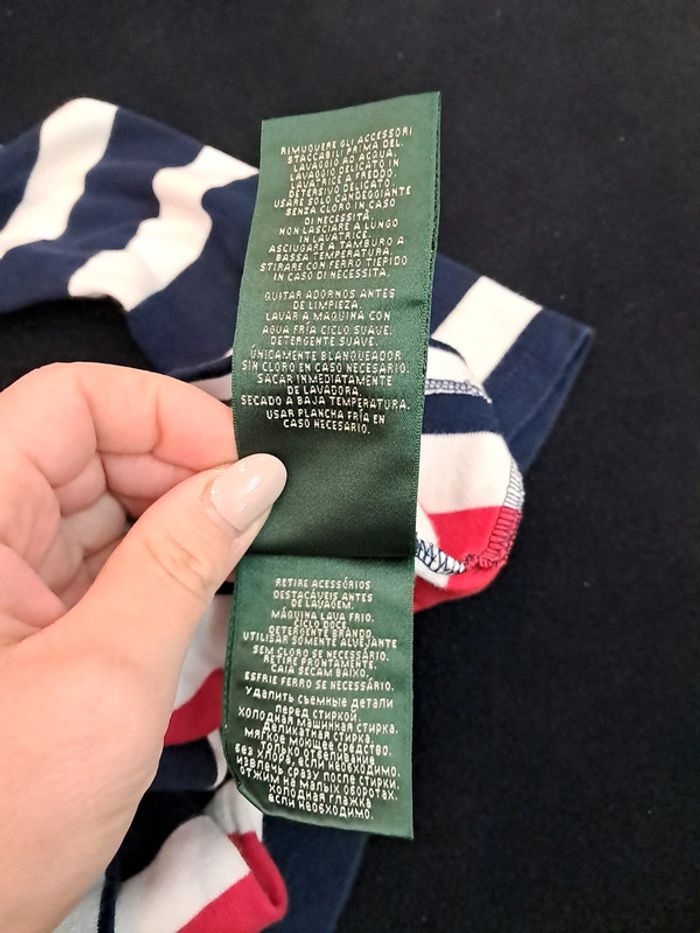 RIMUOVERE GLI ACCESSORI
STACCABILI PRIMA DEL
LAVAGGIO AD ACQUA.
LAVAGGIO DELICATO IN
LAVATRICE A FREDDO.
DETERSIVO DELICATO.
USARE SOLO CANDEGGIANTE
SENZA CLORO IN CASO
DI NECESSITÀ.
NON LASCIARE A LUNGO
IN LAVATRICE.
ASCIUGARE A TAMBURO A
BASSA TEMPERATURA.
STIRARE CON FERRO TIEPIDO
IN CASO DI NECESSITA.
QUITAR ADORNOS ANTES
DE LIMPIEZA.
LAVAR A MAQUINA CON
AGUA FRÍA CICLO SUAVE.
DETERGENTE SUAVE.
ÚNICAMENTE BLANQUEADOR
SIN CLORO EN CASO NECESARIO.
SACAR INMEDIATAMENTE
DE LAVADORA.
SECADO A BAJA TEMPERATURA.
USAR PLANCHA FRÍA EN
CASO NECESARIO.
RETIRE ACESSÓRIOS
DESTACÁVEIS ANTES
DE LAVAGEM.
MÁQUINA LAVA FRIO.
CICLO DOCE.
DETERGENTE BRANDO.
UTILISAR SOMENTE ALVEJANTE
SEM CLORO SE NECESSÁRIO.
RETIRE PRONTAMENTE.
CAIA SECAM BAIXO.
ESFRIE FERRO SE NECESSÁRIO.
УДАЛИТЬ СЪЕМНЫЕ ДЕТАЛИ
ПЕРЕД СТИРКОЙ.
ХОЛОДНАЯ МАШИННАЯ СТИРКА.
ДЕЛИКАТНАЯ СТИРКА.
МЯГКОЕ МОЮЩЕЕ СРЕДСТВО.
ТОЛЬКО ОТБЕЛИВАНИЕ
БЕЗ ХЛОРА, ЕСЛИ НЕОБХОДИМО.
ИЗВЛЕЧЬ СРАЗУ ПОСЛЕ СТИРКИ.
ОТЖИМ НА МАЛЫХ ОБОРОТАХ.
ХОЛОДНАЯ ГЛАЖКА
ЕСЛИ НЕОБХОДИМО.